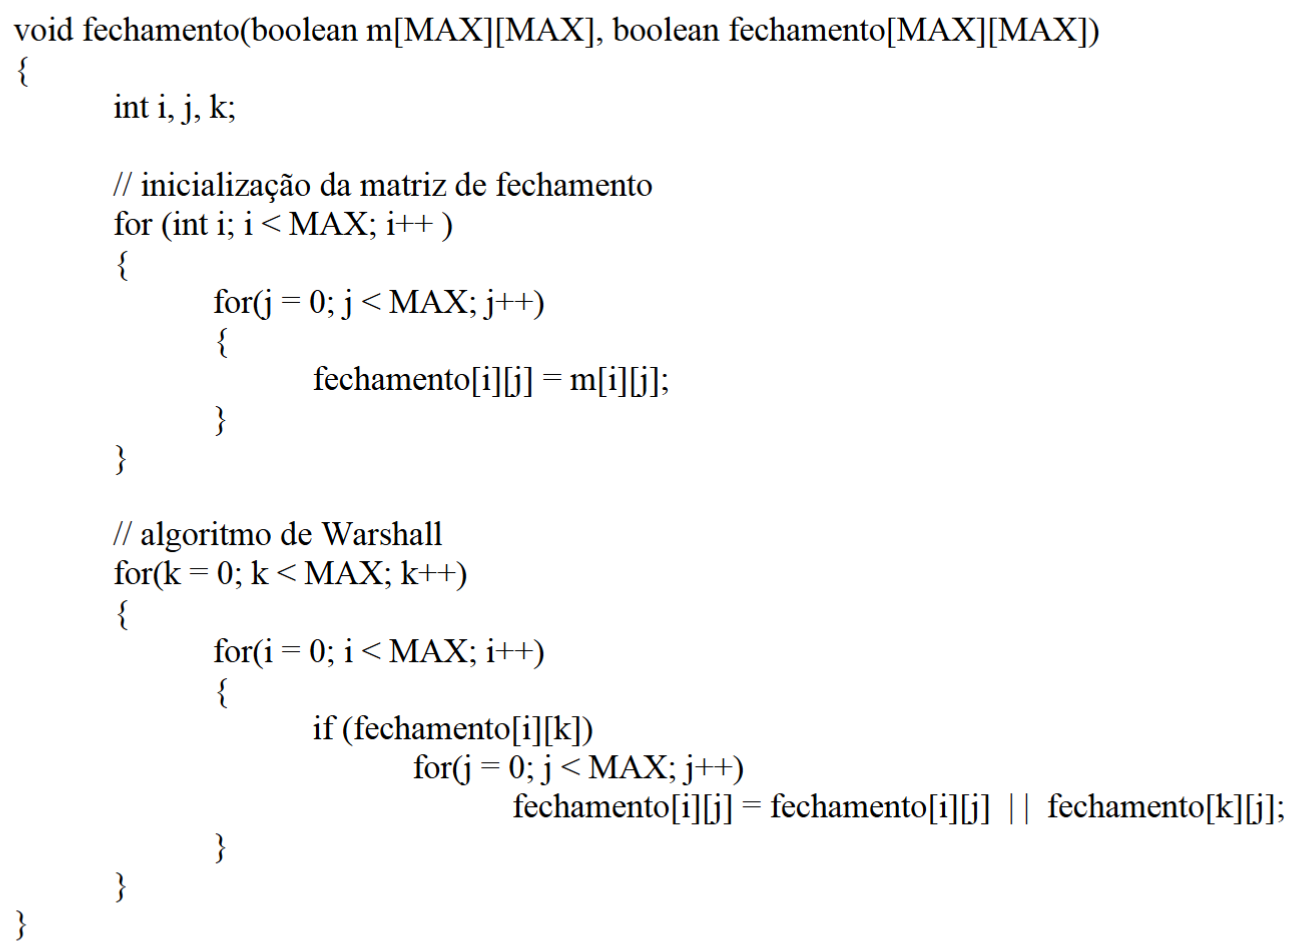 void fechamento(boolean m[MAX][MAX], boolean fechamento[MAX][MAX])
{
int i, j, k;
// inicialização da matriz de fechamento
for (int i; i < MAX; i++ )
{
for(j = 0; j < MAX; j++)
{
fechamento[i][j] = m[i][j];
}
}
// algoritmo de Warshall
for(k = 0; k < MAX; k++)
{
for(i = 0; i < MAX; i++)
{
if (fechamento[i][k])
for(j = 0; j < MAX; j++)
fechamento[i][j] = fechamento[i][j] || fechamento[k][j];
}
}
}